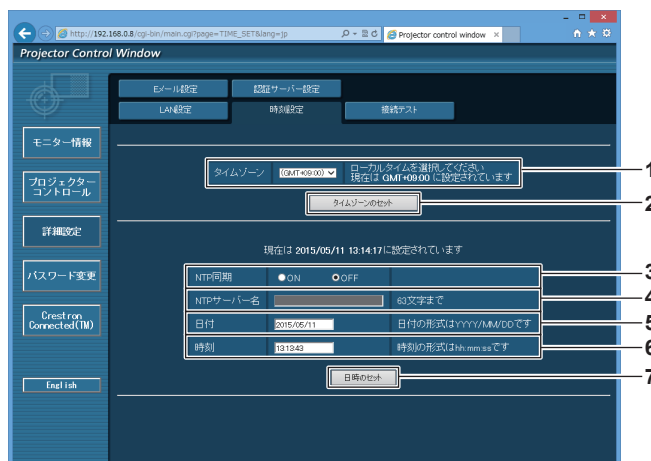 http://192.168.0.8/cgi-bin/main.cgi?page=TIME_SET&lang=jp
Projector control window
Projector Control Window
Eメール設定
認証サーバー設定
LAN設定
時刻設定
接続テスト
モニター情報
プロジェクター
コントロール
詳細設定
パスワード変更
Crestron
Connected(TM)
English
タイムゾーン
(GMT+09:00)
ローカルタイムを選択してください
現在は GMT+09:00 に設定されています
1
タイムゾーンのセット
2
現在は 2015/05/11 13:14:17に設定されています
NTP同期
ON
OFF
3
NTPサーバー名
63文字まで
4
日付
2015/05/11
日付の形式はYYYY/MM/DDです
5
時刻
13:13:43
時刻の形式はhh:mm:ssです
6
日時のセット
7